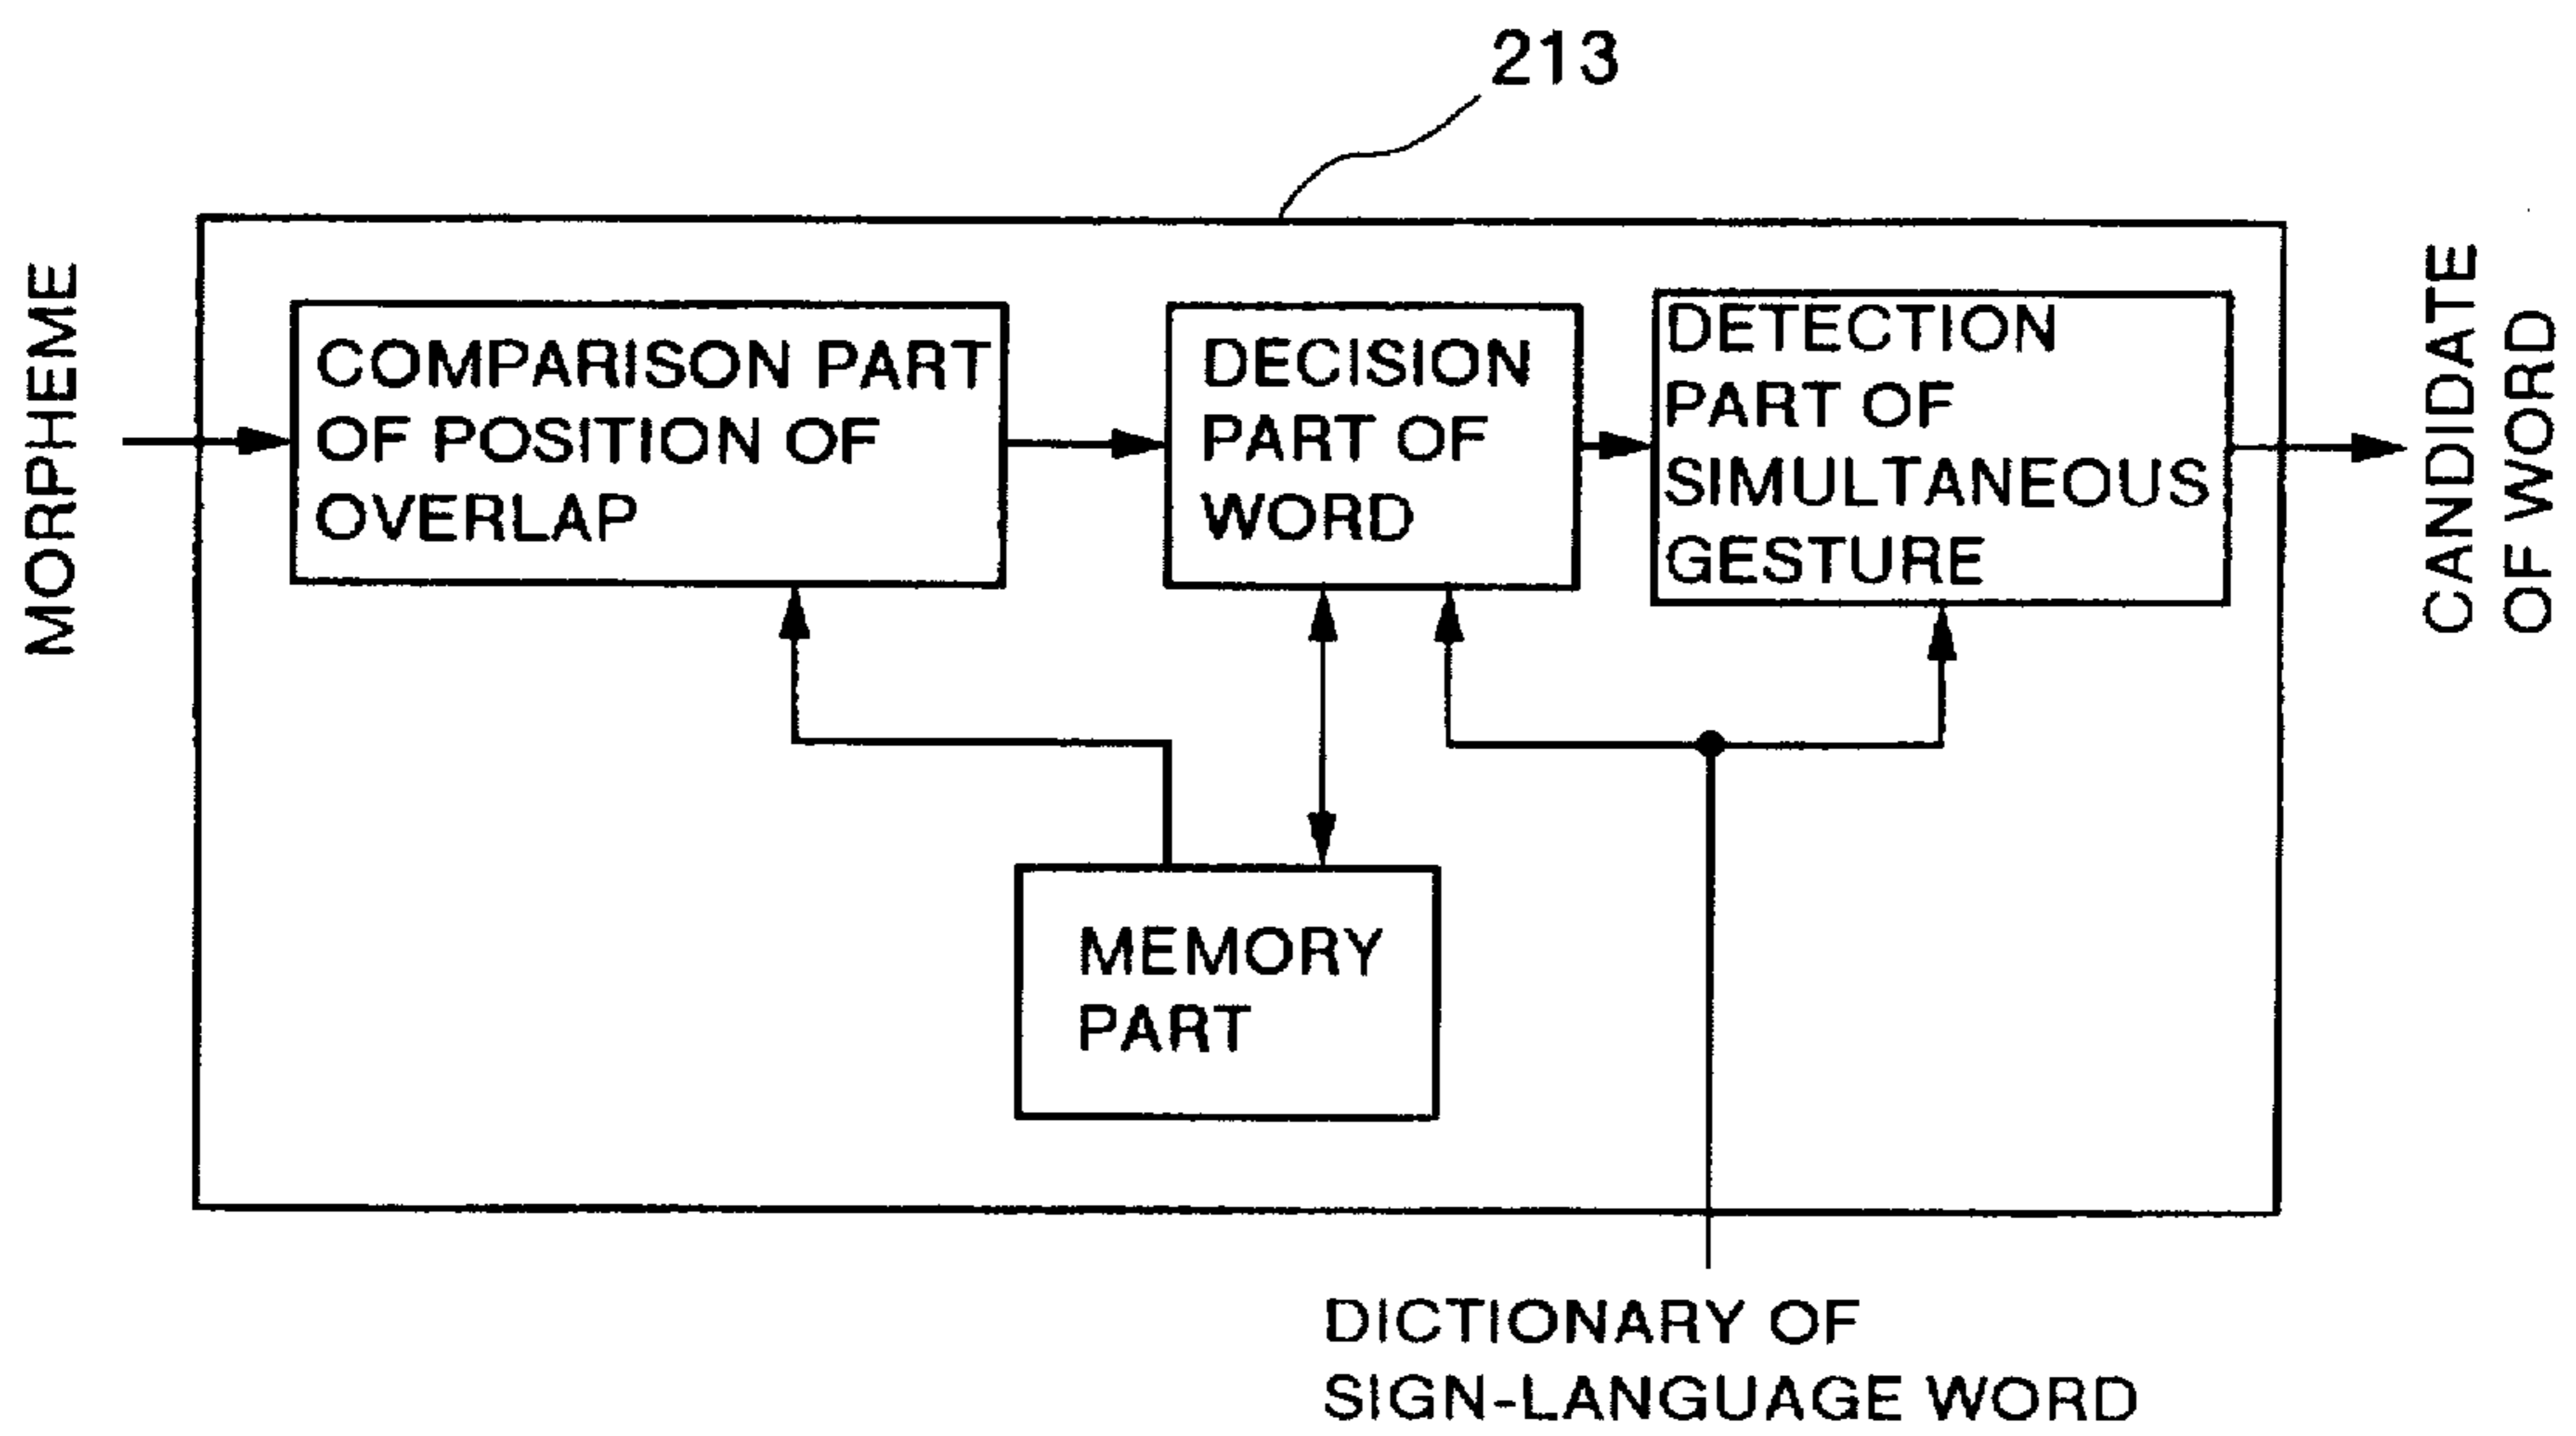 213
MORPHEME
COMPARISON PART
OF POSITION OF
OVERLAP
DECISION
PART OF
WORD
DETECTION
PART OF
SIMULTANEOUS
GESTURE
CANDIDATE
OF WORD
MEMORY
PART
DICTIONARY OF
SIGN-LANGUAGE WORD